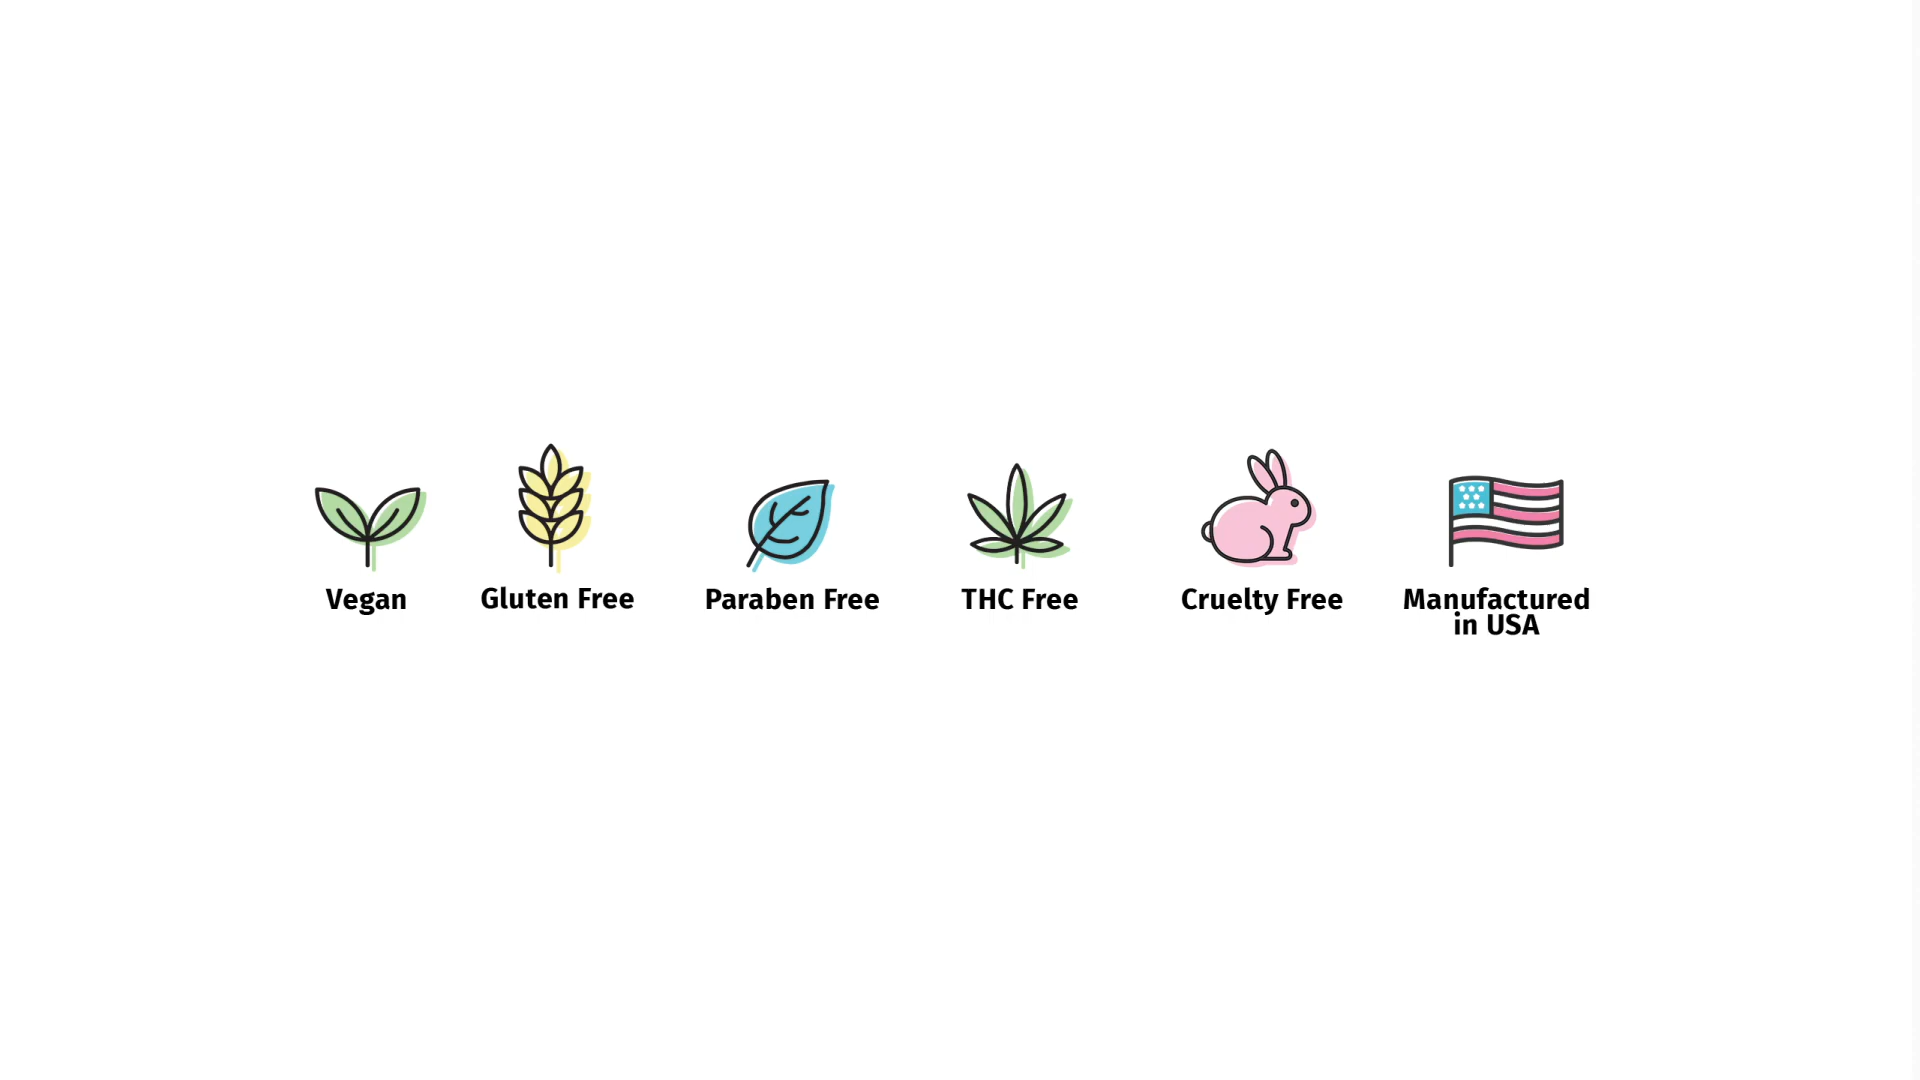 Vegan
Gluten Free
Paraben Free
THC Free
Cruelty Free
Manufactured
in USA